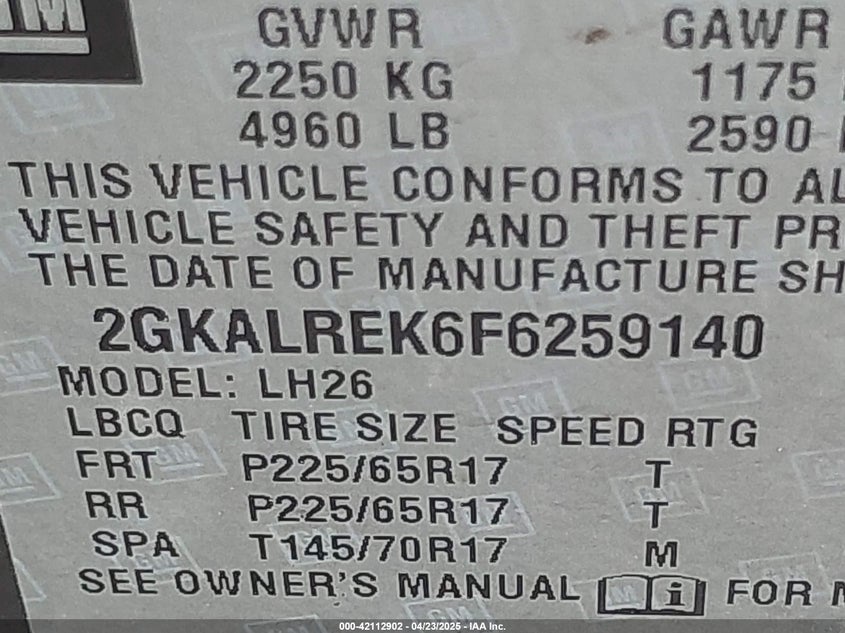 GM
GVWR GAWR
2250 KG 1175
4960 LB 2590
THIS VEHICLE CONFORMS TO AL
VEHICLE SAFETY AND THEFT PR
THE DATE OF MANUFACTURE SH
2GKALREK6F6259140
MODEL: LH26
LBCQ TIRE SIZE SPEED RTG
FRT P225/65R17 T
RR P225/65R17 T
SPA T145/70R17 M
SEE OWNER'S MANUAL i FOR M
000-42112902 - 04/23/2025 - IAA Inc.